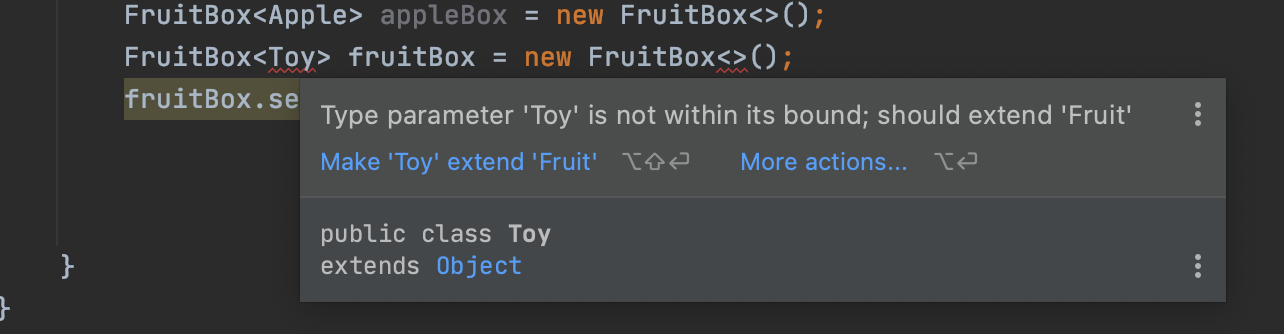 FruitBox<Apple> appleBox = new FruitBox<>();
FruitBox<Toy> fruitBox = new FruitBox<>();
fruitBox.se
Type parameter 'Toy' is not within its bound; should extend 'Fruit'
Make 'Toy' extend 'Fruit' ⌥⇧⏎ More actions... ⌥⏎
public class Toy
extends Object
}
}